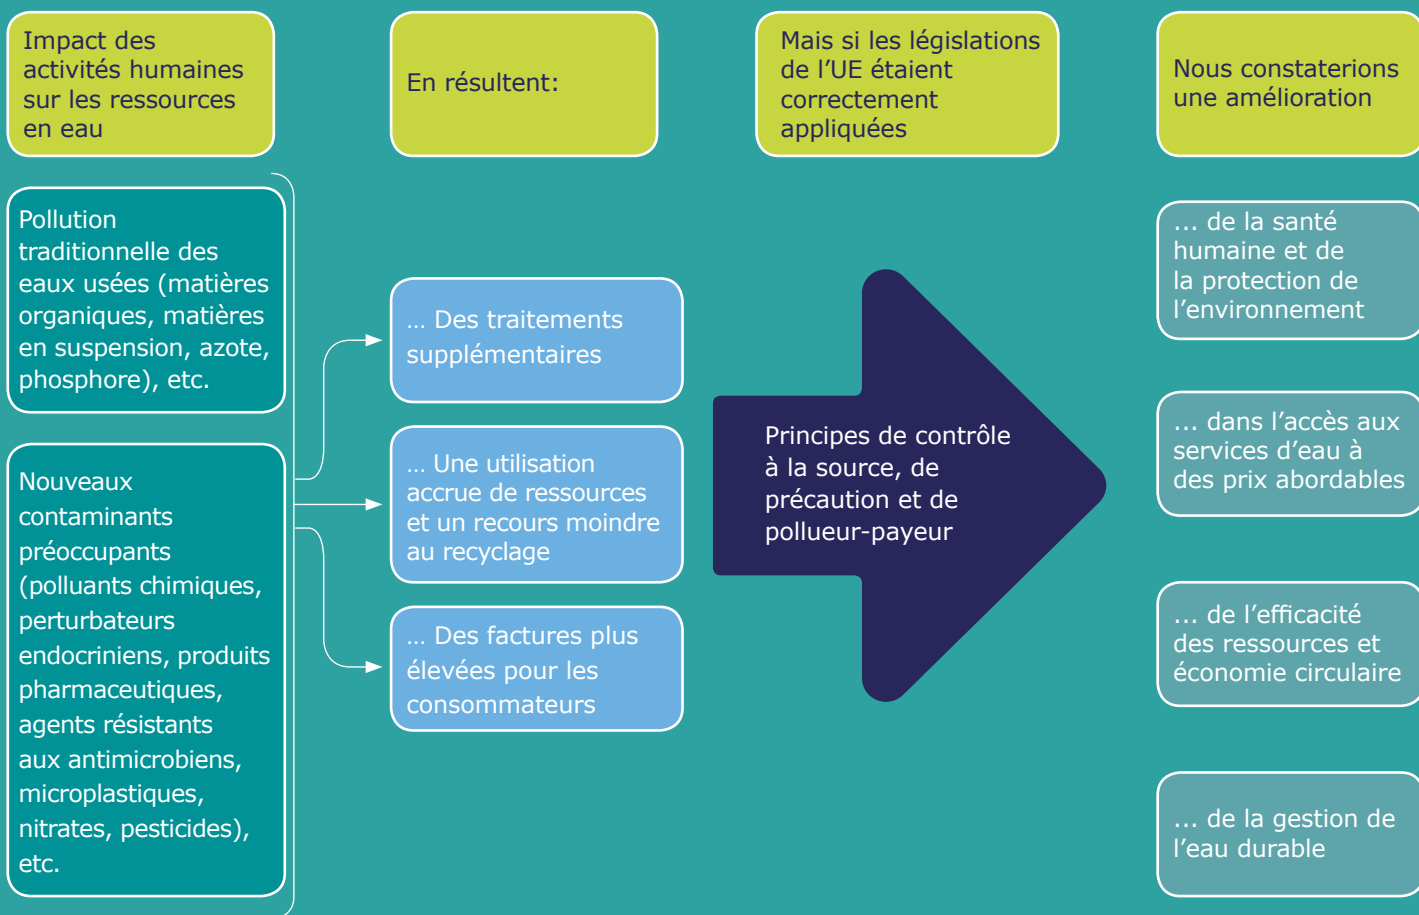 Impact des
activités humaines
sur les ressources
en eau
En résultent:
Mais si les législations
de l'UE étaient
correctement
appliquées
Nous constaterions
une amélioration
Pollution
traditionnelle des
eaux usées (matières
organiques, matières
en suspension, azote,
phosphore), etc.
Nouveaux
contaminants
préoccupants
(polluants chimiques,
perturbateurs
endocriniens, produits
pharmaceutiques,
agents résistants
aux antimicrobiens,
microplastiques,
nitrates, pesticides),
etc.
... Des traitements
supplémentaires
... Une utilisation
accrue de ressources
et un recours moindre
au recyclage
... Des factures plus
élevées pour les
consommateurs
Principes de contrôle
à la source, de
précaution et de
pollueur-payeur
... de la santé
humaine et de
la protection de
l'environnement
... dans l'accès aux
services d'eau à
des prix abordables
... de l'efficacité
des ressources et
économie circulaire
... de la gestion de
l'eau durable